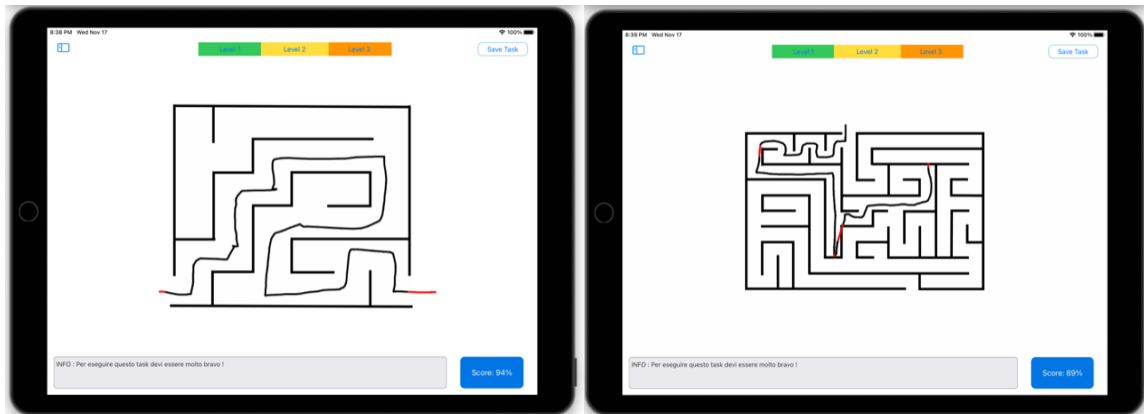 8:38 PM Wed Nov 17
100%
Level 1
Level 2
Level 3
Save Task
INFO : Per eseguire questo task devi essere molto bravo !
Score: 94%
8:39 PM Wed Nov 17
100%
Level 1
Level 2
Level 3
Save Task
INFO : Per eseguire questo task devi essere molto bravo !
Score: 89%